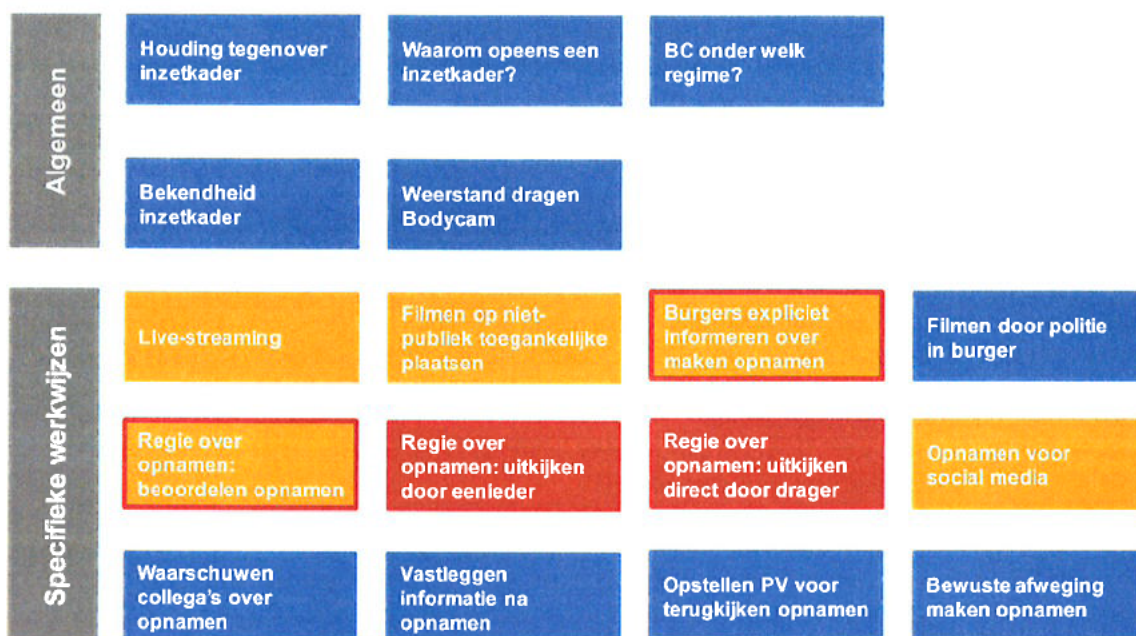 Algemeen
Houding tegenover
inzetkader
Waarom opeens een
inzetkader?
BC onder welk
regime?
Bekendheid
inzetkader
Weerstand dragen
Bodycam
Specifieke werkwijzen
Live-streaming
Filmen op niet-
publiek toegankelijke
plaatsen
Burgers expliciet
informeren over
maken opnamen
Filmen door politie
in burger
Regie over
opnamen:
beoordelen opnamen
Regie over
opnamen: uitkijken
door eenieder
Regie over
opnamen: uitkijken
direct door drager
Opnamen voor
social media
Waarschuwen
collega's over
opnamen
Vastleggen
informatie na
opnamen
Opstellen PV voor
terugkijken opnamen
Bewuste afweging
maken opnamen